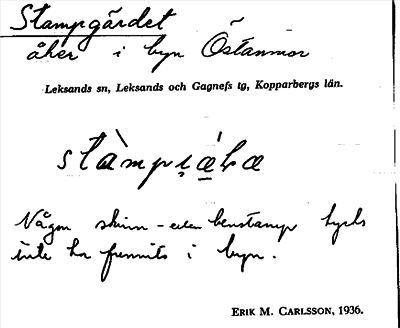 Stampgärdet
åker i byn Östanmor
Leksands sn, Leksands och Gagnefs tg, Kopparbergs län.
Någon skinn- eller benstamp tycks
inte ha funnits i byn.
ERIK M. CARLSSON, 1936.